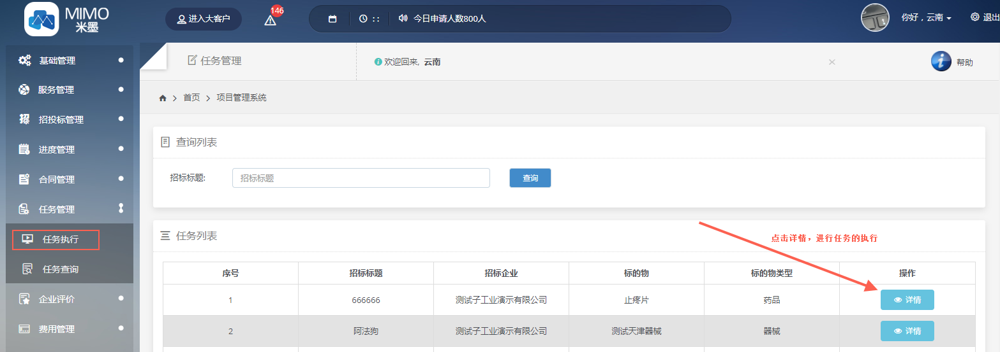 MIMO
米墨
进入大客户
146
: :
今日申请人数800人
你好，云南
退出
基础管理
服务管理
招投标管理
进度管理
合同管理
任务管理
任务执行
任务查询
企业评价
费用管理
任务管理
欢迎回来, 云南
×
帮助
首页 > 项目管理系统
查询列表
招标标题:
招标标题
查询
任务列表
点击详情，进行任务的执行
序号 招标标题 招标企业 标的物 标的物类型 操作
1 666666 测试子工业演示有限公司 止疼片 药品 详情
2 阿法狗 测试子工业演示有限公司 测试天津器械 器械 详情